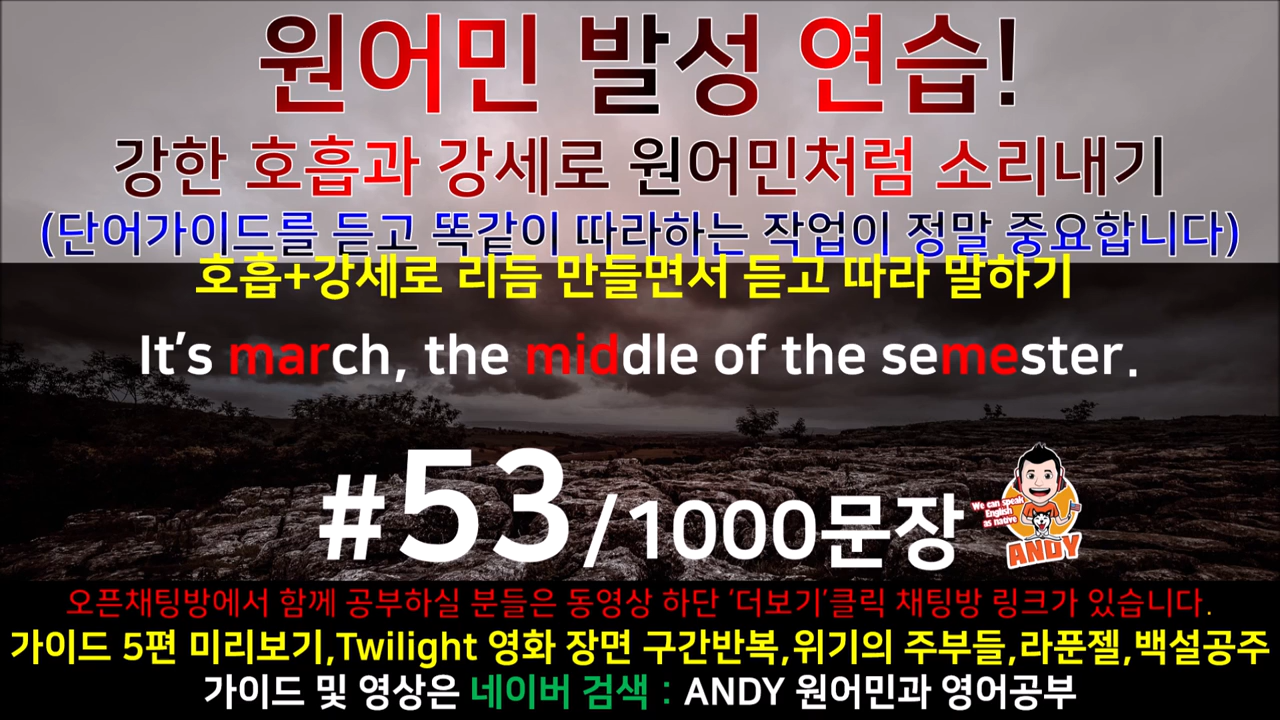 원어민 발성 연습!
강한 호흡과 강세로 원어민처럼 소리내기
(단어가이드를 듣고 똑같이 따라하는 작업이 정말 중요합니다)
호흡+강세로 리듬 만들면서 듣고 따라 말하기
It's march, the middle of the semester.
#53/1000문장
We can speak
English
as native
ANDY
오픈채팅방에서 함께 공부하실 분들은 동영상 하단 '더보기'클릭 채팅방 링크가 있습니다.
가이드 5편 미리보기,Twilight 영화 장면 구간반복,위기의 주부들,라푼젤,백설공주
가이드 및 영상은 네이버 검색 : ANDY 원어민과 영어공부